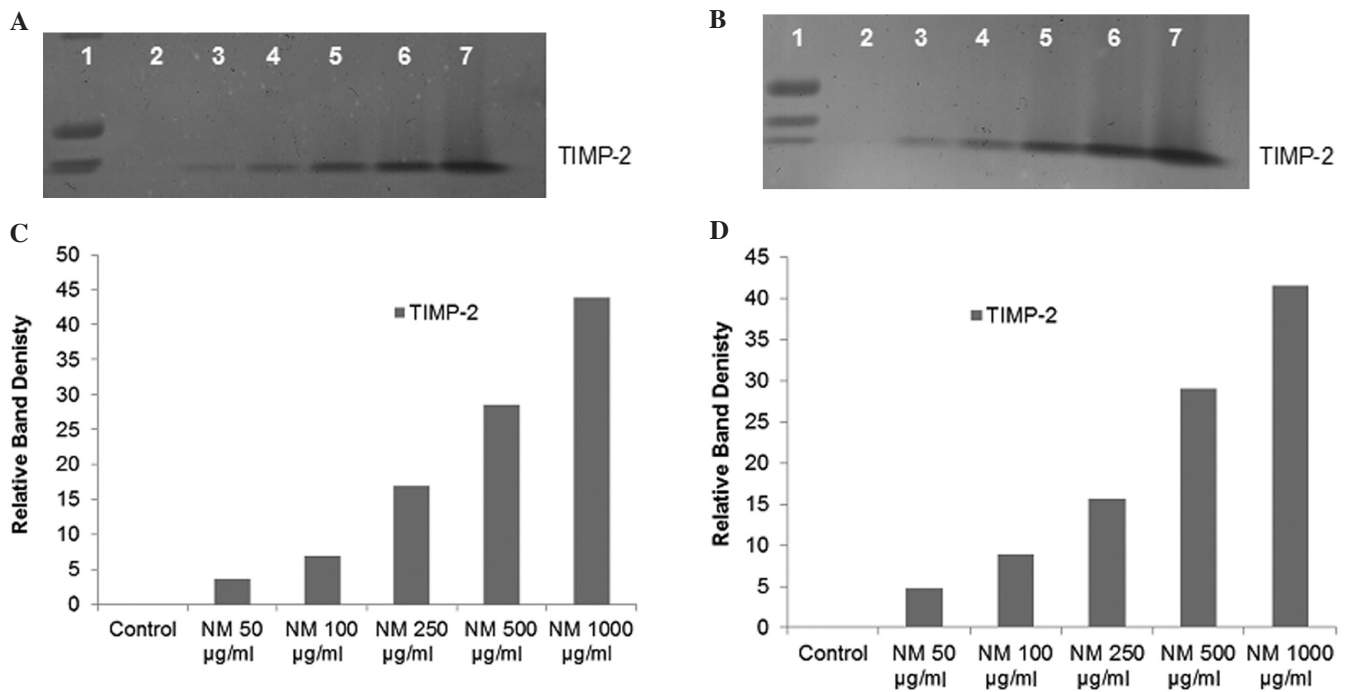 A
1 2 3 4 5 6 7
TIMP-2
B
1 2 3 4 5 6 7
TIMP-2
C
50
45
40
35
30
25
20
15
10
5
0
Relative Band Denisty
TIMP-2
Control NM 50 NM 100 NM 250 NM 500 NM 1000
µg/ml µg/ml µg/ml µg/ml µg/ml
D
45
40
35
30
25
20
15
10
5
0
Relative Band Denisty
TIMP-2
Control NM 50 NM 100 NM 250 NM 500 NM 1000
µg/ml µg/ml µg/ml µg/ml µg/ml